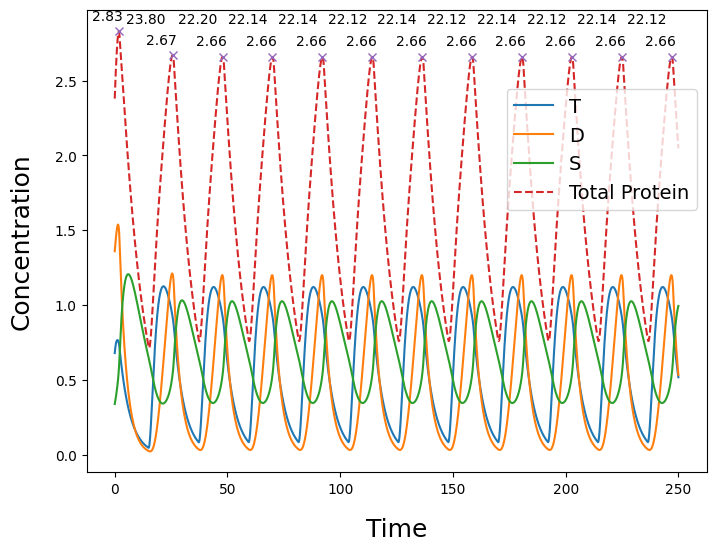 2.83 23.80 22.20 22.14 22.14 22.12 22.14 22.12 22.14 22.12 22.14 22.12
2.67 2.66 2.66 2.66 2.66 2.66 2.66 2.66 2.66 2.66 2.66
2.5
2.0
1.5
1.0
0.5
0.0
Concentration
T
D
S
Total Protein
0 50 100 150 200 250
Time